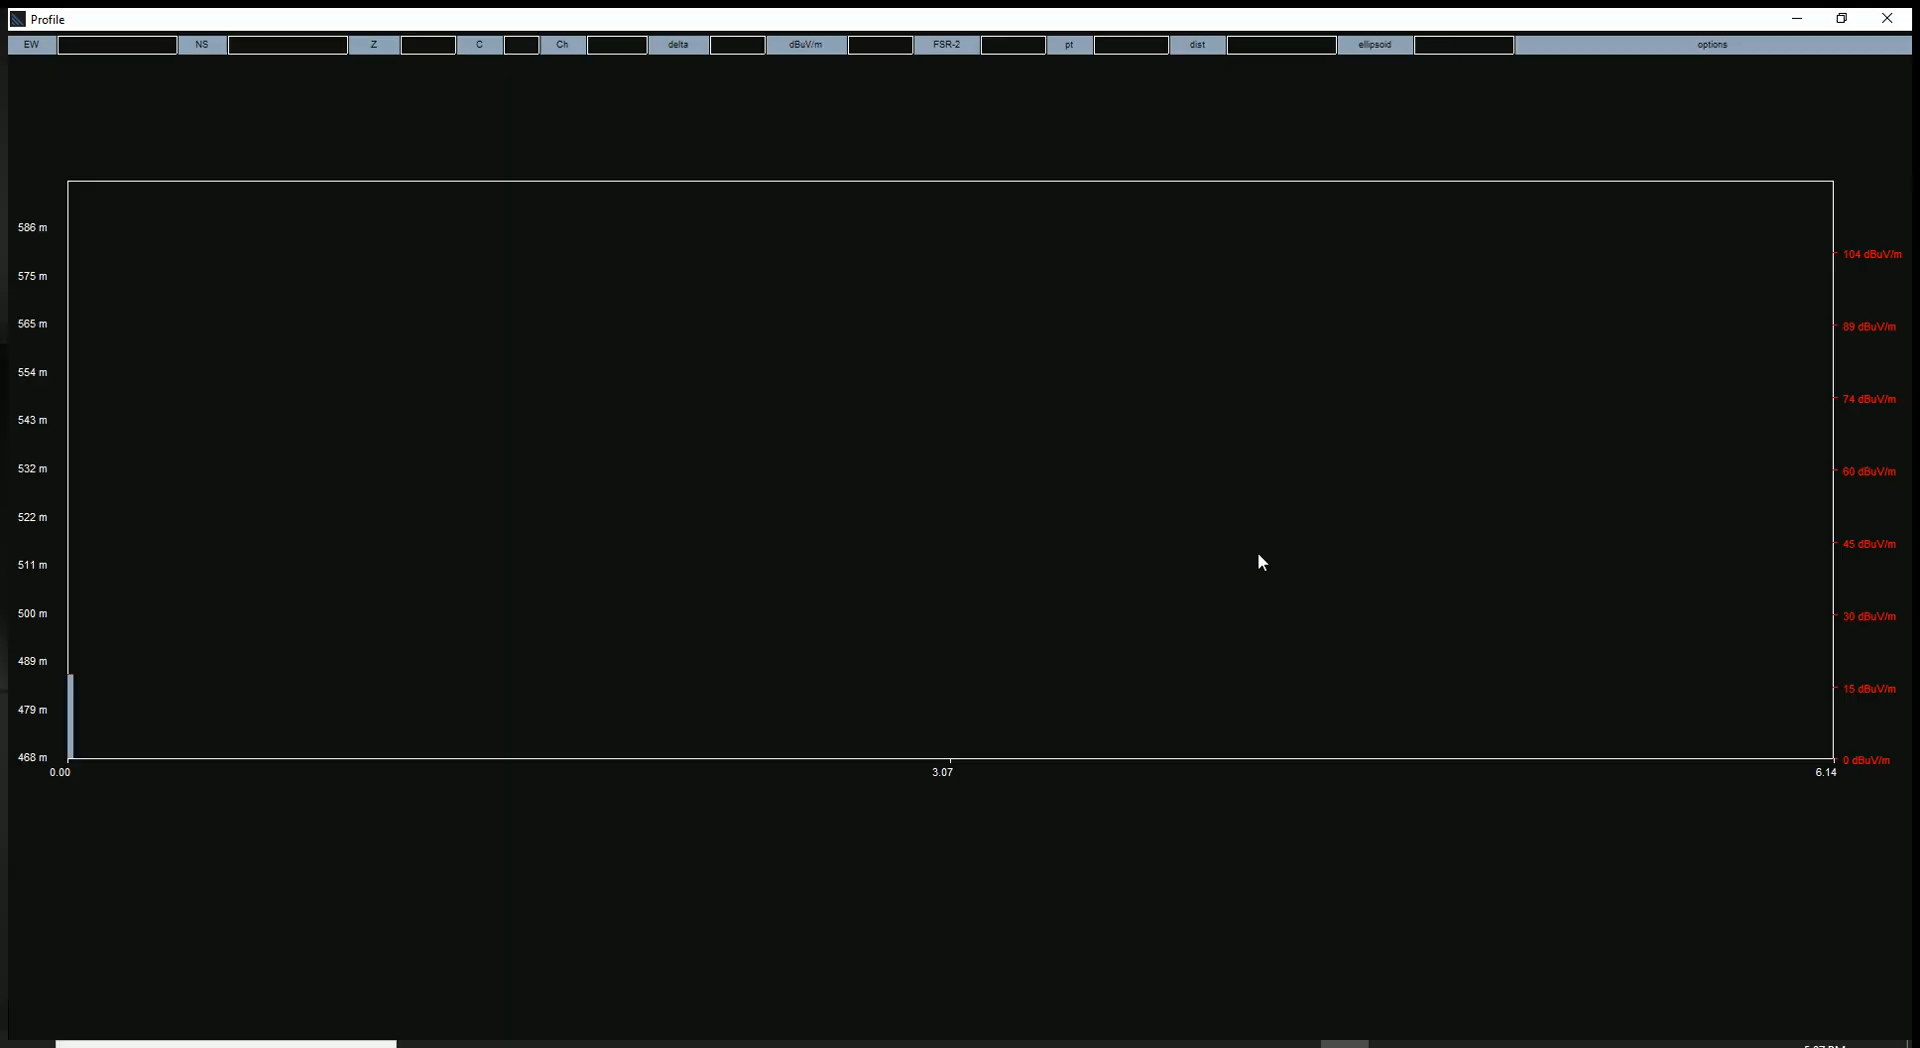 Profile
EW NS Z C Ch delta dBuV/m FSR-2 pt dist ellipsoid options
586 m
575 m
565 m
554 m
543 m
532 m
522 m
511 m
500 m
489 m
479 m
468 m
104 dBuV/m
89 dBuV/m
74 dBuV/m
60 dBuV/m
45 dBuV/m
30 dBuV/m
15 dBuV/m
0 dBuV/m
0.00 3.07 6.14